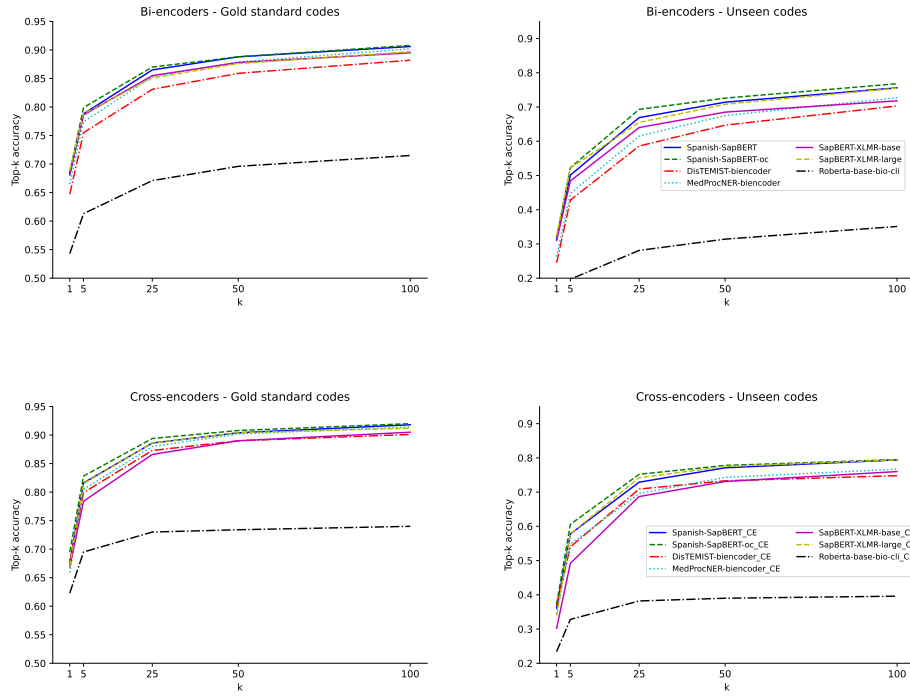 Bi-encoders - Gold standard codes
0.95
0.90
0.85
0.80
0.75
0.70
0.65
0.60
0.55
0.50
Top-k accuracy
1 5 25 50 100
k
Bi-encoders - Unseen codes
0.9
0.8
0.7
0.6
0.5
0.4
0.3
0.2
Top-k accuracy
Spanish-SapBERT
Spanish-SapBERT-oc
DisTEMIST-biencoder
MedProcNER-biencoder
SapBERT-XLMR-base
SapBERT-XLMR-large
Roberta-base-bio-cli
1 5 25 50 100
k
Cross-encoders - Gold standard codes
0.95
0.90
0.85
0.80
0.75
0.70
0.65
0.60
0.55
0.50
Top-k accuracy
1 5 25 50 100
k
Cross-encoders - Unseen codes
0.9
0.8
0.7
0.6
0.5
0.4
0.3
0.2
Top-k accuracy
Spanish-SapBERT_CE
Spanish-SapBERT-oc_CE
DisTEMIST-biencoder_CE
MedProcNER-biencoder_CE
SapBERT-XLMR-base_C
SapBERT-XLMR-large_C
Roberta-base-bio-cli_C
1 5 25 50 100
k